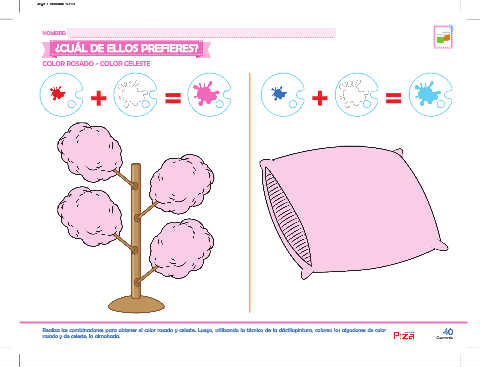 NOMBRE:
¿CUÁL DE ELLOS PREFIERES?
COLOR ROSADO - COLOR CELESTE
Realiza las combinaciones para obtener el color rosado y celeste. Luego, utilizando la técnica de la dáctilopintura, colorea los algodones de color
rosado y de celeste, la almohada.
Pizá
40